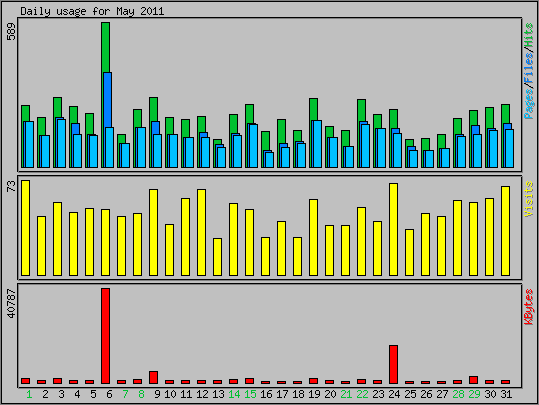 Daily usage for May 2011
589
Pages/Files/Hits
73
Visits
40787
KBytes
1 2 3 4 5 6 7 8 9 10 11 12 13 14 15 16 17 18 19 20 21 22 23 24 25 26 27 28 29 30 31